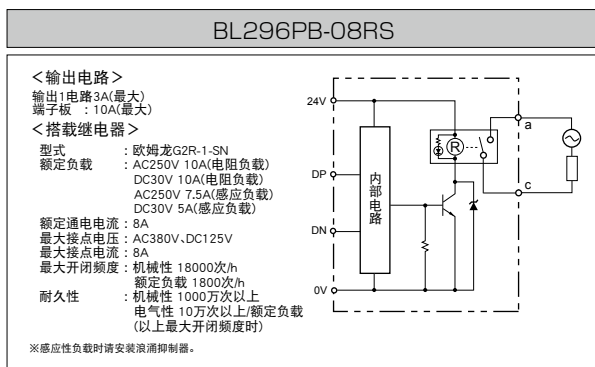 BL296PB-08RS
＜输出电路＞
输出1电路3A(最大)
端子板 ：10A(最大)
＜搭载继电器＞
型式 ：欧姆龙G2R-1-SN
额定负载 ：AC250V 10A(电阻负载)
DC30V 10A(电阻负载)
AC250V 7.5A(感应负载)
DC30V 5A(感应负载)
额定通电电流：8A
最大接点电压：AC380V、DC125V
最大接点电流：8A
最大开闭频度：机械性 18000次/h
额定负载 1800次/h
耐久性 ：机械性 1000万次以上
电气性 10万次以上/额定负载
(以上最大开闭频度时)
※感应性负载时请安装浪涌抑制器。
24V
DP
DN
0V
内部电路
R
a
c